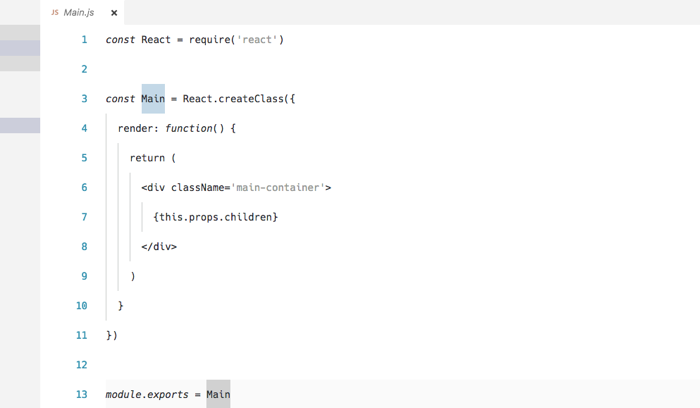 JS Main.js ×
1 const React = require('react')
2
3 const Main = React.createClass({
4 render: function() {
5 return (
6 <div className='main-container'>
7 {this.props.children}
8 </div>
9 )
10 }
11 })
12
13 module.exports = Main